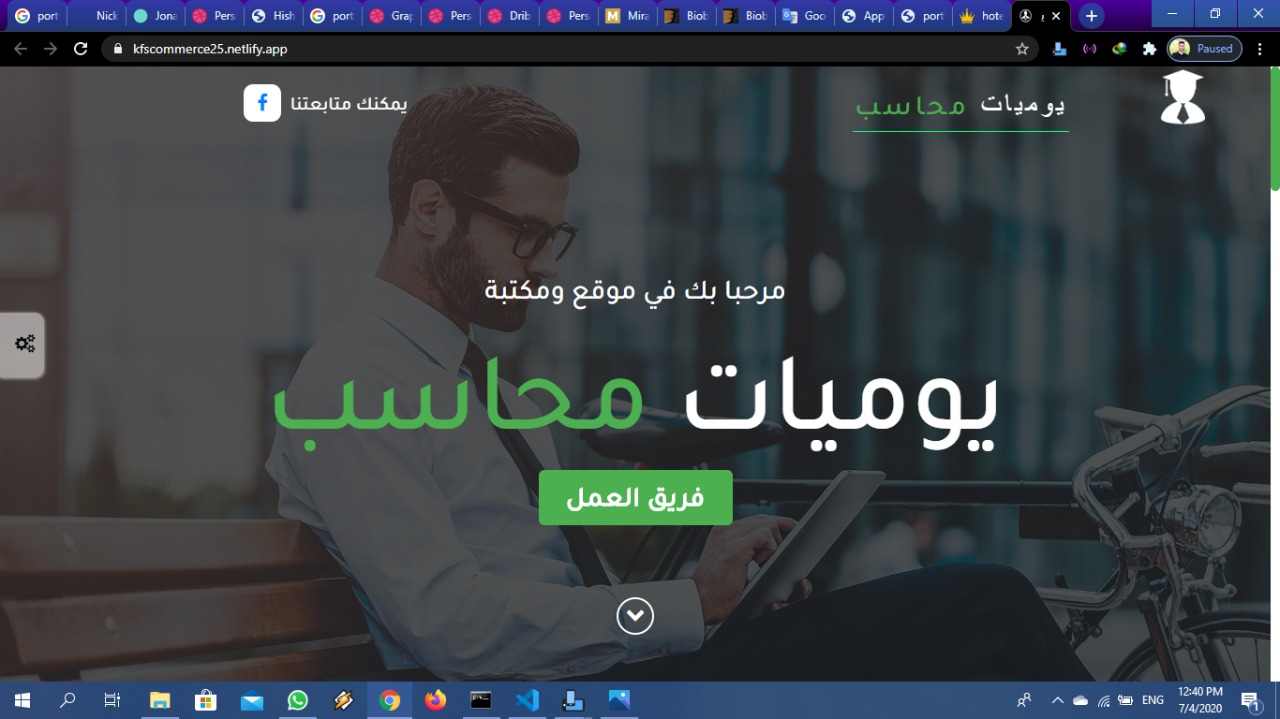 port
Nick
Jona
Pers
Hish
port
Grap
Pers
Drib
Pers
Mira
Biob
Biob
Goo
App
port
hote
kfscommerce25.netlify.app
Paused
يوميات محاسب
يمكنك متابعتنا
مرحبا بك في موقع ومكتبة
يوميات محاسب
فريق العمل
ENG
12:40 PM
7/4/2020
1